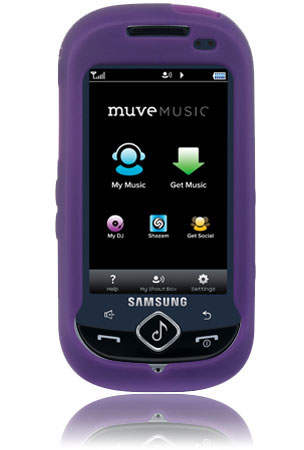 muve MUSIC
My Music Get Music
My DJ Shazam Get Social
? Help My Shout Box Settings
SAMSUNG